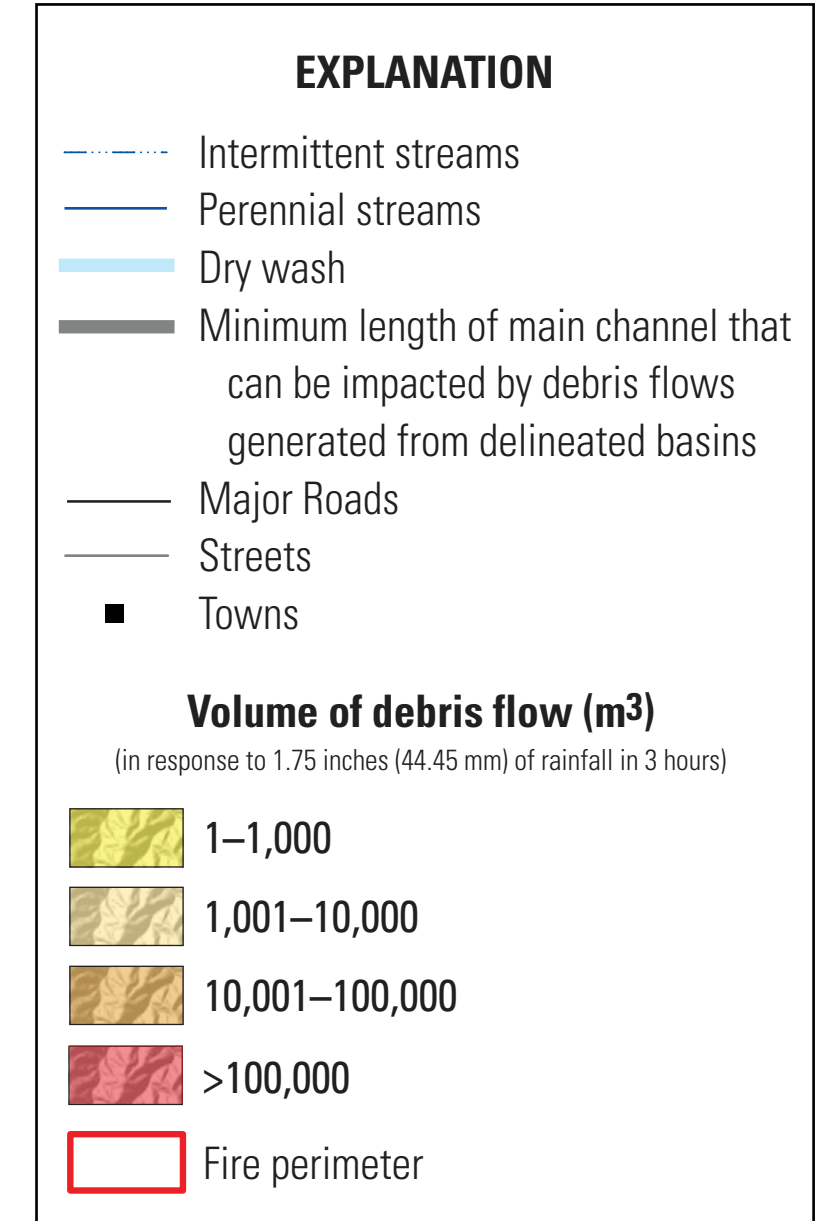 EXPLANATION
Intermittent streams
Perennial streams
Dry wash
Minimum length of main channel that
can be impacted by debris flows
generated from delineated basins
Major Roads
Streets
Towns
Volume of debris flow (m3)
(in response to 1.75 inches (44.45 mm) of rainfall in 3 hours)
1–1,000
1,001–10,000
10,001–100,000
>100,000
Fire perimeter